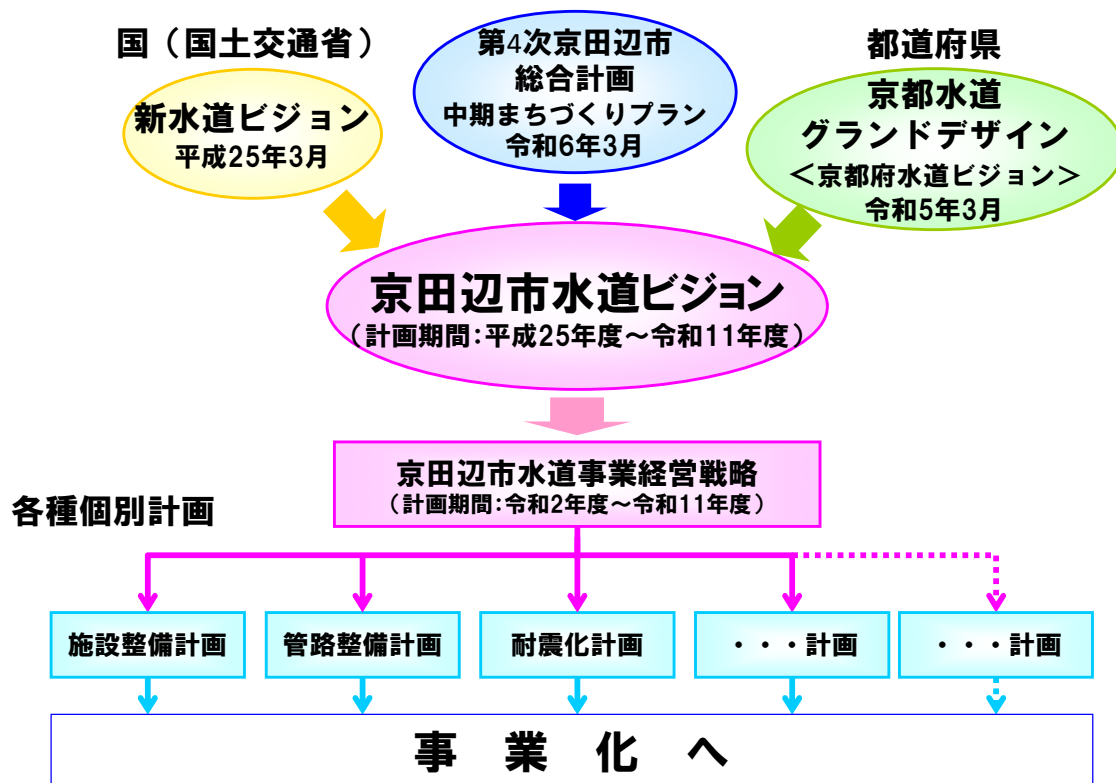 国（国土交通省）
新水道ビジョン
平成25年3月
第4次京田辺市
総合計画
中期まちづくりプラン
令和6年3月
都道府県
京都水道
グランドデザイン
＜京都府水道ビジョン＞
令和5年3月
京田辺市水道ビジョン
（計画期間：平成25年度～令和11年度）
京田辺市水道事業経営戦略
（計画期間：令和2年度～令和11年度）
各種個別計画
施設整備計画
管路整備計画
耐震化計画
・・・計画
・・・計画
事　業　化　へ